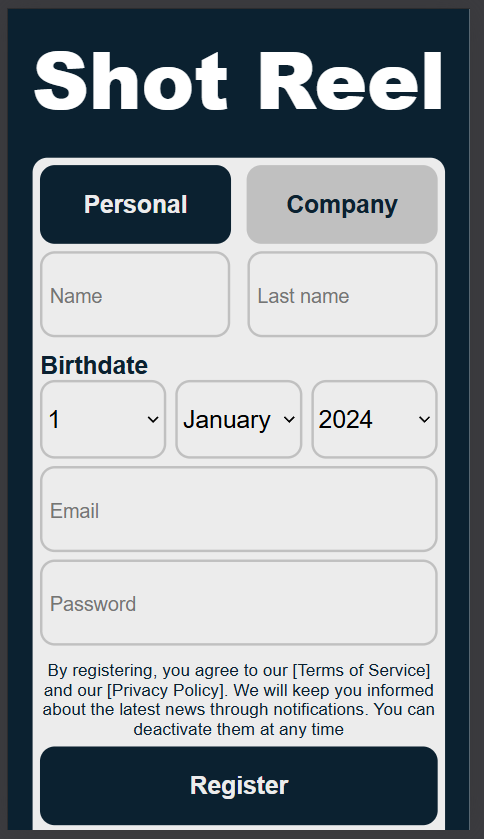 Shot Reel
Personal
Company
Name
Last name
Birthdate
1
January
2024
Email
Password
By registering, you agree to our [Terms of Service]
and our [Privacy Policy]. We will keep you informed
about the latest news through notifications. You can
deactivate them at any time
Register